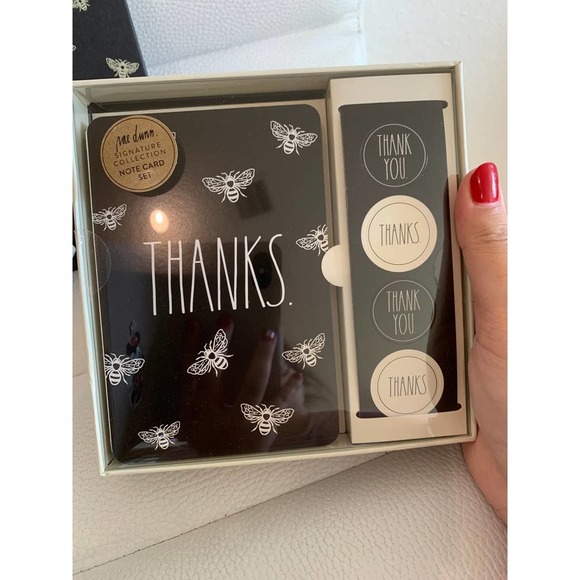 rae dunn.
SIGNATURE
COLLECTION
NOTE CARD
SET
THANKS.
THANK
YOU.
THANKS.
THANK
YOU
THANKS.